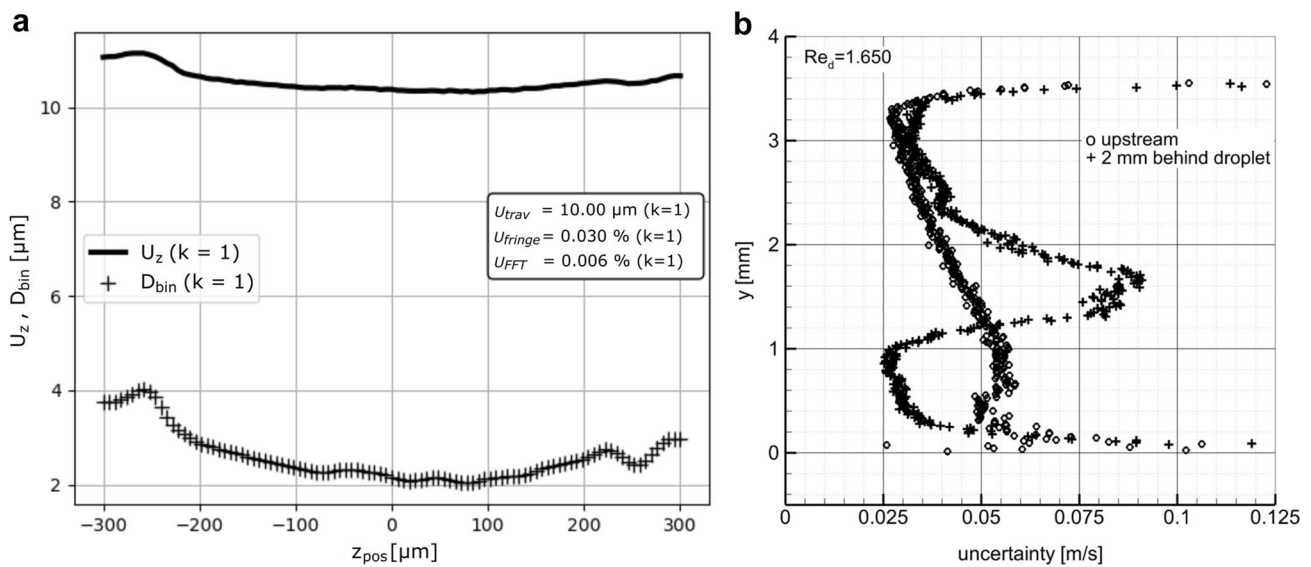 a
U_z , D_bin [µm]
10
8
6
4
2
U_z (k = 1)
D_bin (k = 1)
U_trav = 10.00 µm (k=1)
U_fringe = 0.030 % (k=1)
U_FFT = 0.006 % (k=1)
−300 −200 −100 0 100 200 300
z_pos [µm]
b
y [mm]
4
3
2
1
0
Re_d=1.650
o upstream
+ 2 mm behind droplet
0 0.025 0.05 0.075 0.1 0.125
uncertainty [m/s]